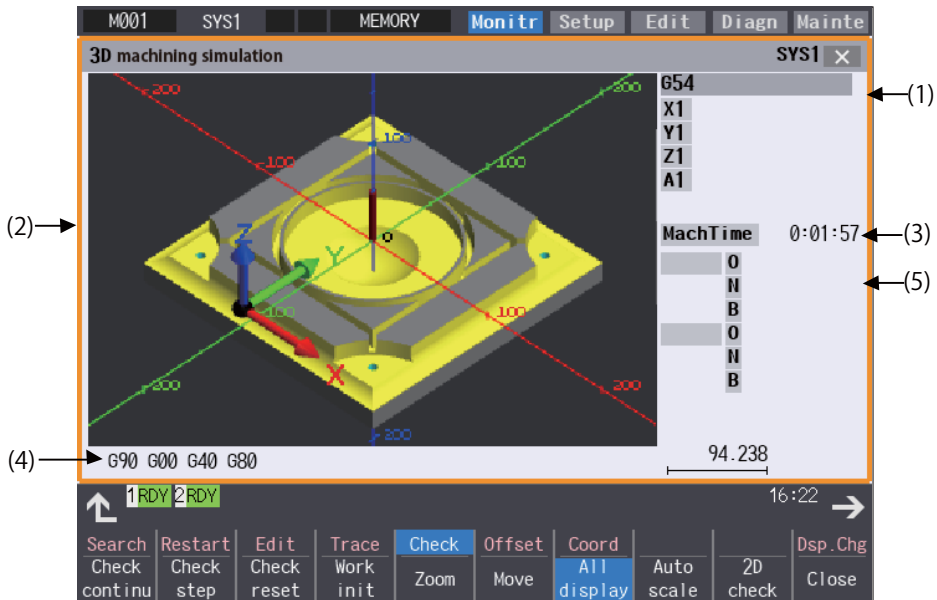 M001 SYS1 MEMORY Monitr Setup Edit Diagn Mainte
3D machining simulation SYS1 ×
(1)
(2)
(3)
(4)
(5)
200
200
100
100
100
Z
Y
X
o
100
100
200
200
200
G54
X1
Y1
Z1
A1
MachTime 0:01:57
O
N
B
O
N
B
94.238
G90 G00 G40 G80
1 RDY 2 RDY 16:22
Search Restart Edit Trace Check Offset Coord Dsp.Chg
Check continu
Check step
Check reset
Work init
Zoom
Move
All display
Auto scale
2D check
Close